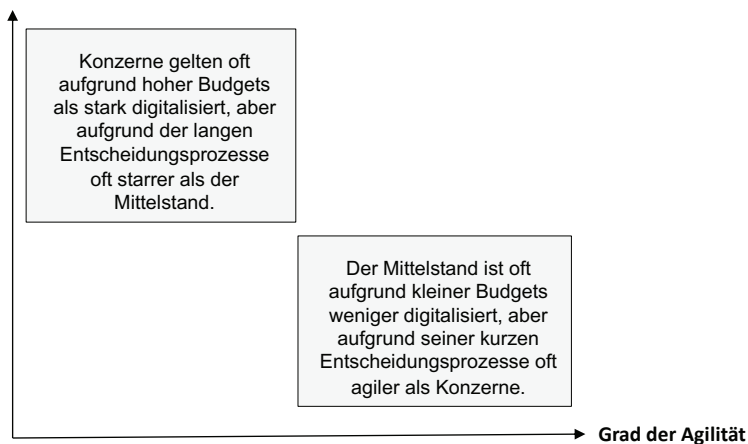 Konzerne gelten oft
aufgrund hoher Budgets
als stark digitalisiert, aber
aufgrund der langen
Entscheidungsprozesse
oft starrer als der
Mittelstand.
Der Mittelstand ist oft
aufgrund kleiner Budgets
weniger digitalisiert, aber
aufgrund seiner kurzen
Entscheidungsprozesse oft
agiler als Konzerne.
Grad der Agilität